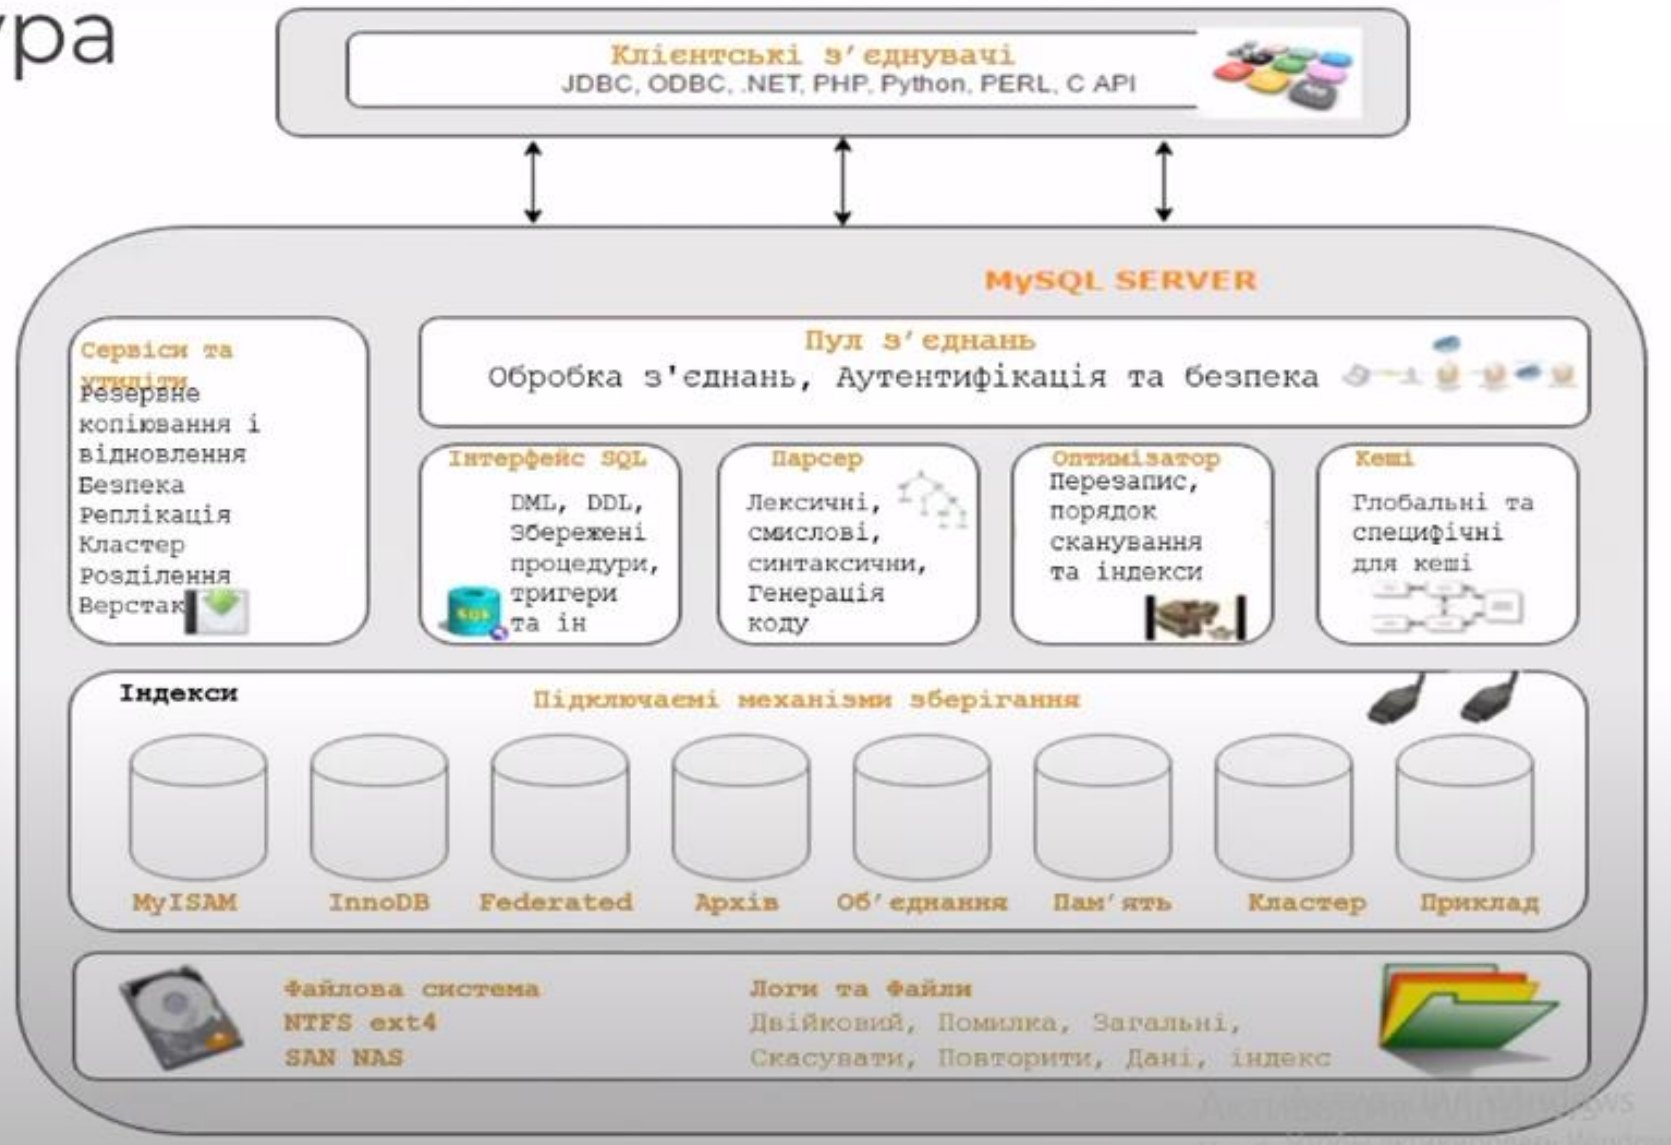 ура
Клієнтські з'єднувачі
JDBC, ODBC, .NET, PHP, Python, PERL, C API
MySQL SERVER
Сервіси та
утиліти
Резервне
копіювання і
відновлення
Безпека
Реплікація
Кластер
Розділення
Верстак
Пул з'єднань
Обробка з'єднань, Аутентифікація та безпека
Інтерфейс SQL
DML, DDL,
Збережені
процедури,
тригери
та ін
SQL
Парсер
Лексичні,
смислові,
синтаксични,
Генерація
коду
Оптимізатор
Перезапис,
порядок
сканування
та індекси
Кеші
Глобальні та
специфічні
для кеші
Індекси
Підключаємі механізми зберігання
MyISAM
InnoDB
Federated
Архів
Об'єднання
Пам'ять
Кластер
Приклад
Файлова система
NTFS ext4
SAN NAS
Логи та Файли
Двійковий, Помилка, Загальні,
Скасувати, Повторити, Дані, індекс